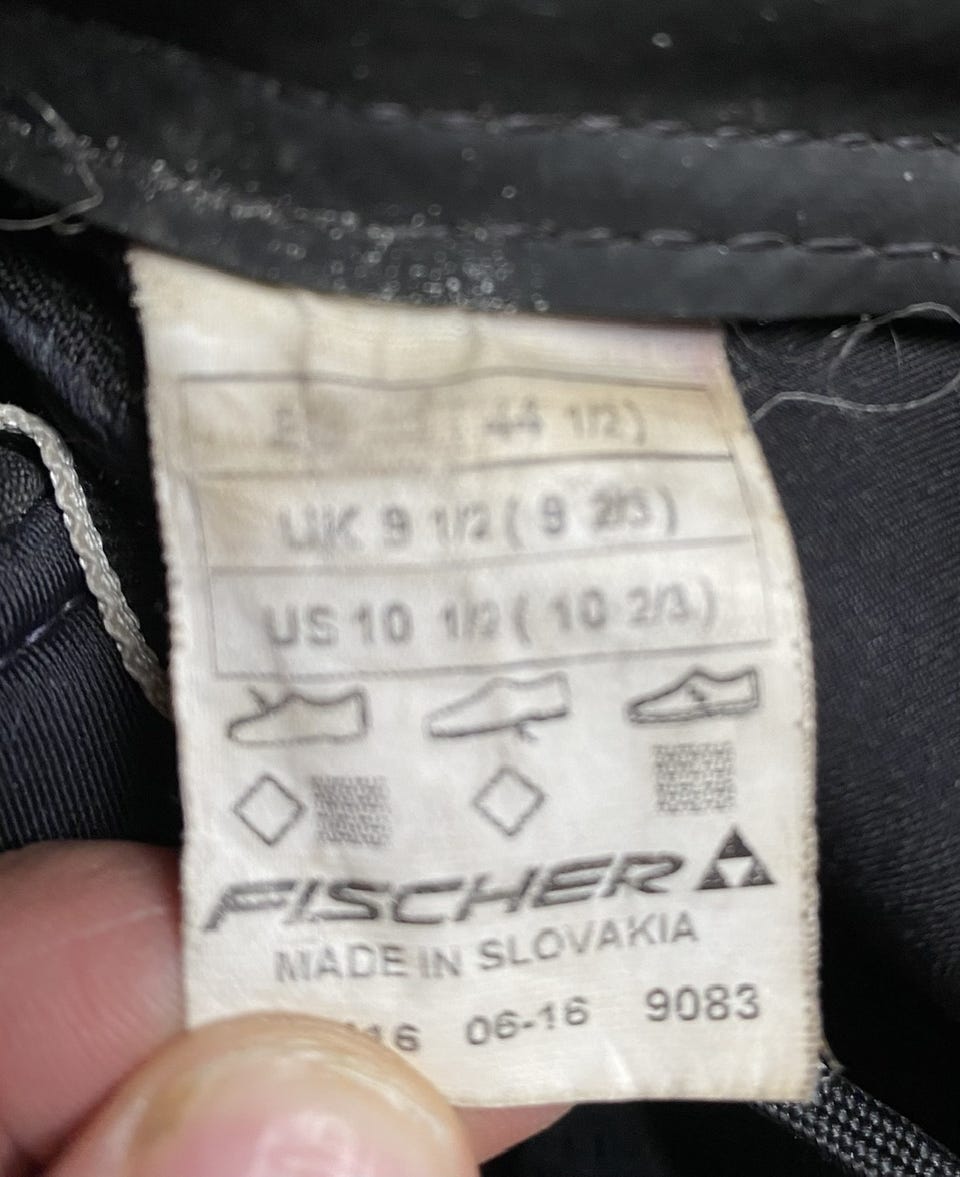 44 1/2)
UK 9 1/2 ( 9 2/3 )
US 10 1/2 ( 10 2/3 )
FISCHER
MADE IN SLOVAKIA
06-16 9083